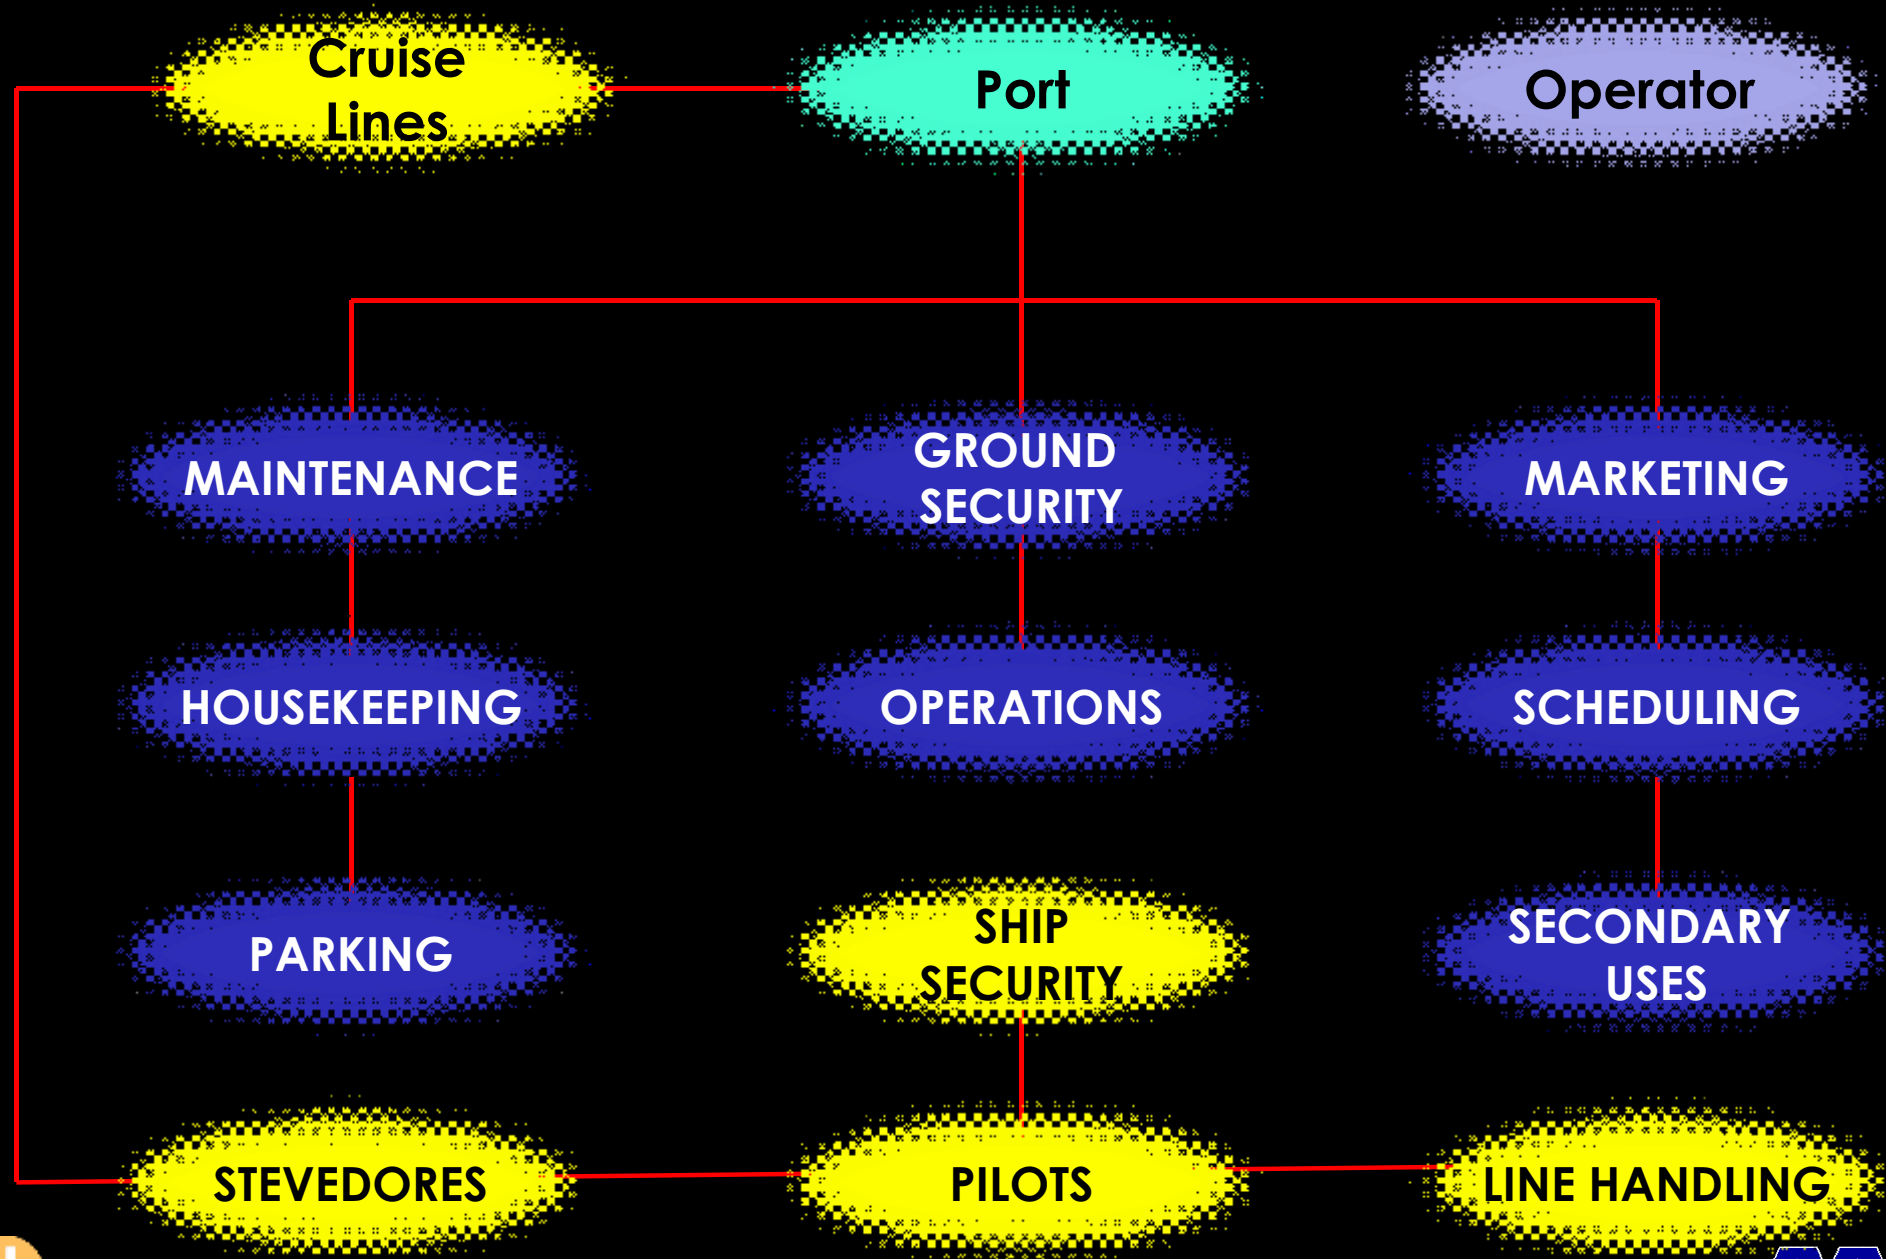 Cruise
Lines
Port
Operator
MAINTENANCE
GROUND
SECURITY
MARKETING
HOUSEKEEPING
OPERATIONS
SCHEDULING
PARKING
SHIP
SECURITY
SECONDARY
USES
STEVEDORES
PILOTS
LINE HANDLING